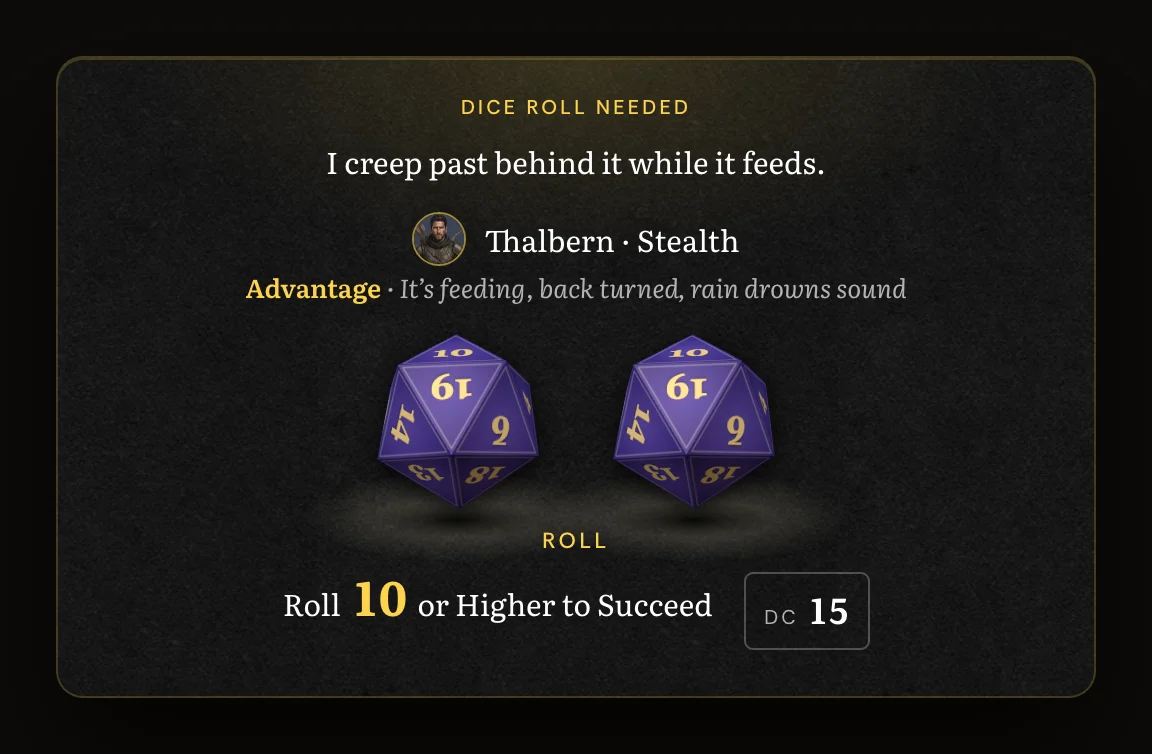 DICE ROLL NEEDED
I creep past behind it while it feeds.
Thalbern · Stealth
Advantage · It’s feeding, back turned, rain drowns sound
10 10
19 19
14 6 14 6
13 18 13 18
ROLL
Roll 10 or Higher to Succeed DC 15